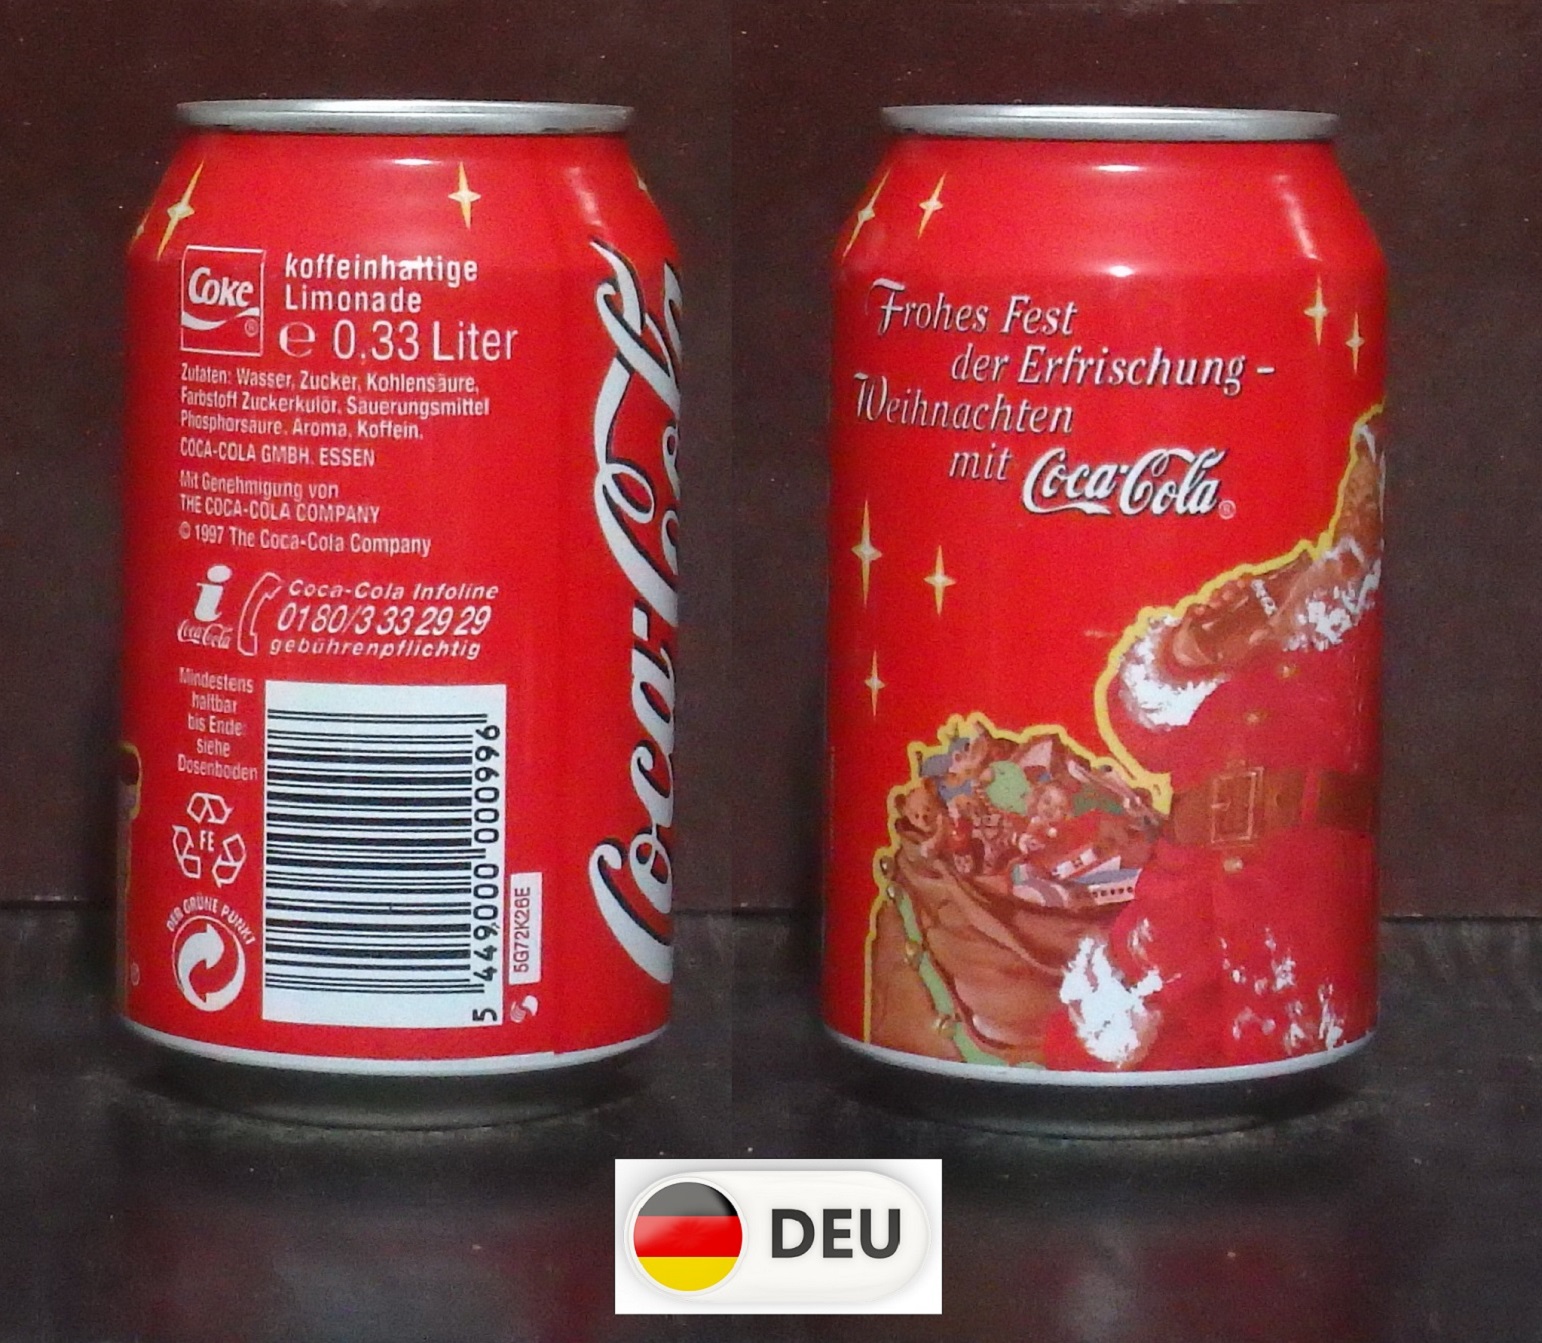 Coke
®
koffeinhaltige
Limonade
℮ 0,33 Liter
Zutaten: Wasser, Zucker, Kohlensäure,
Farbstoff Zuckerkulör, Säuerungsmittel
Phosphorsäure, Aroma, Koffein.
COCA-COLA GMBH, ESSEN
Mit Genehmigung von
THE COCA-COLA COMPANY
© 1997 The Coca-Cola Company
i
Coca-Cola
Coca-Cola Infoline
0180/3 33 29 29
gebührenpflichtig
Mindestens
haltbar
bis Ende
siehe
Dosenboden
FE
DER GRÜNE PUNKT
5 449000 000996
5G72K26E
Coca-Cola
Frohes Fest
der Erfrischung -
Weihnachten
mit Coca-Cola®
DEU